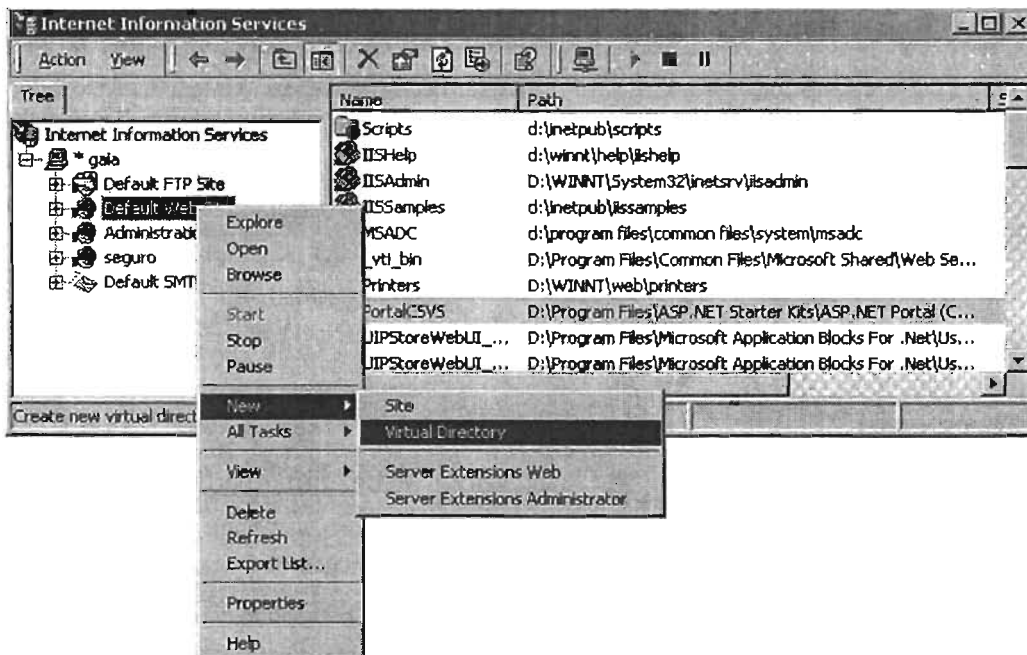 Internet Information Services
Action View
Tree
Name Path
Internet Information Services
* gaia
Default FTP Site
Default Web
Administratio
seguro
Default SMT
Scripts d:\inetpub\scripts
IISHelp d:\winnt\help\iishelp
IISAdmin D:\WINNT\System32\inetsrv\iisadmin
IISSamples d:\inetpub\iissamples
MSADC d:\program files\common files\system\msadc
_vti_bin D:\Program Files\Common Files\Microsoft Shared\Web Se...
Printers D:\WINNT\web\printers
PortalCSVS D:\Program Files\ASP.NET Starter Kits\ASP.NET Portal (C...
UIPStoreWebUI_... D:\Program Files\Microsoft Application Blocks For .Net\Us...
UIPStoreWebUI_... D:\Program Files\Microsoft Application Blocks For .Net\Us...
Create new virtual direct
Explore
Open
Browse
Start
Stop
Pause
New
All Tasks
View
Delete
Refresh
Export List...
Properties
Help
Site
Virtual Directory
Server Extensions Web
Server Extensions Administrator